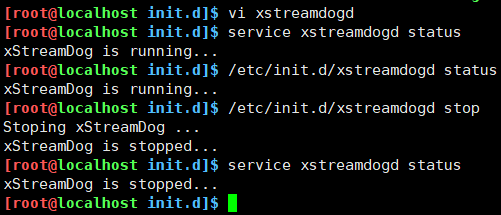 [root@localhost init.d]$ vi xstreamdogd
[root@localhost init.d]$ service xstreamdogd status
xStreamDog is running...
[root@localhost init.d]$ /etc/init.d/xstreamdogd status
xStreamDog is running...
[root@localhost init.d]$ /etc/init.d/xstreamdogd stop
Stoping xStreamDog ...
xStreamDog is stopped...
[root@localhost init.d]$ service xstreamdogd status
xStreamDog is stopped...
[root@localhost init.d]$